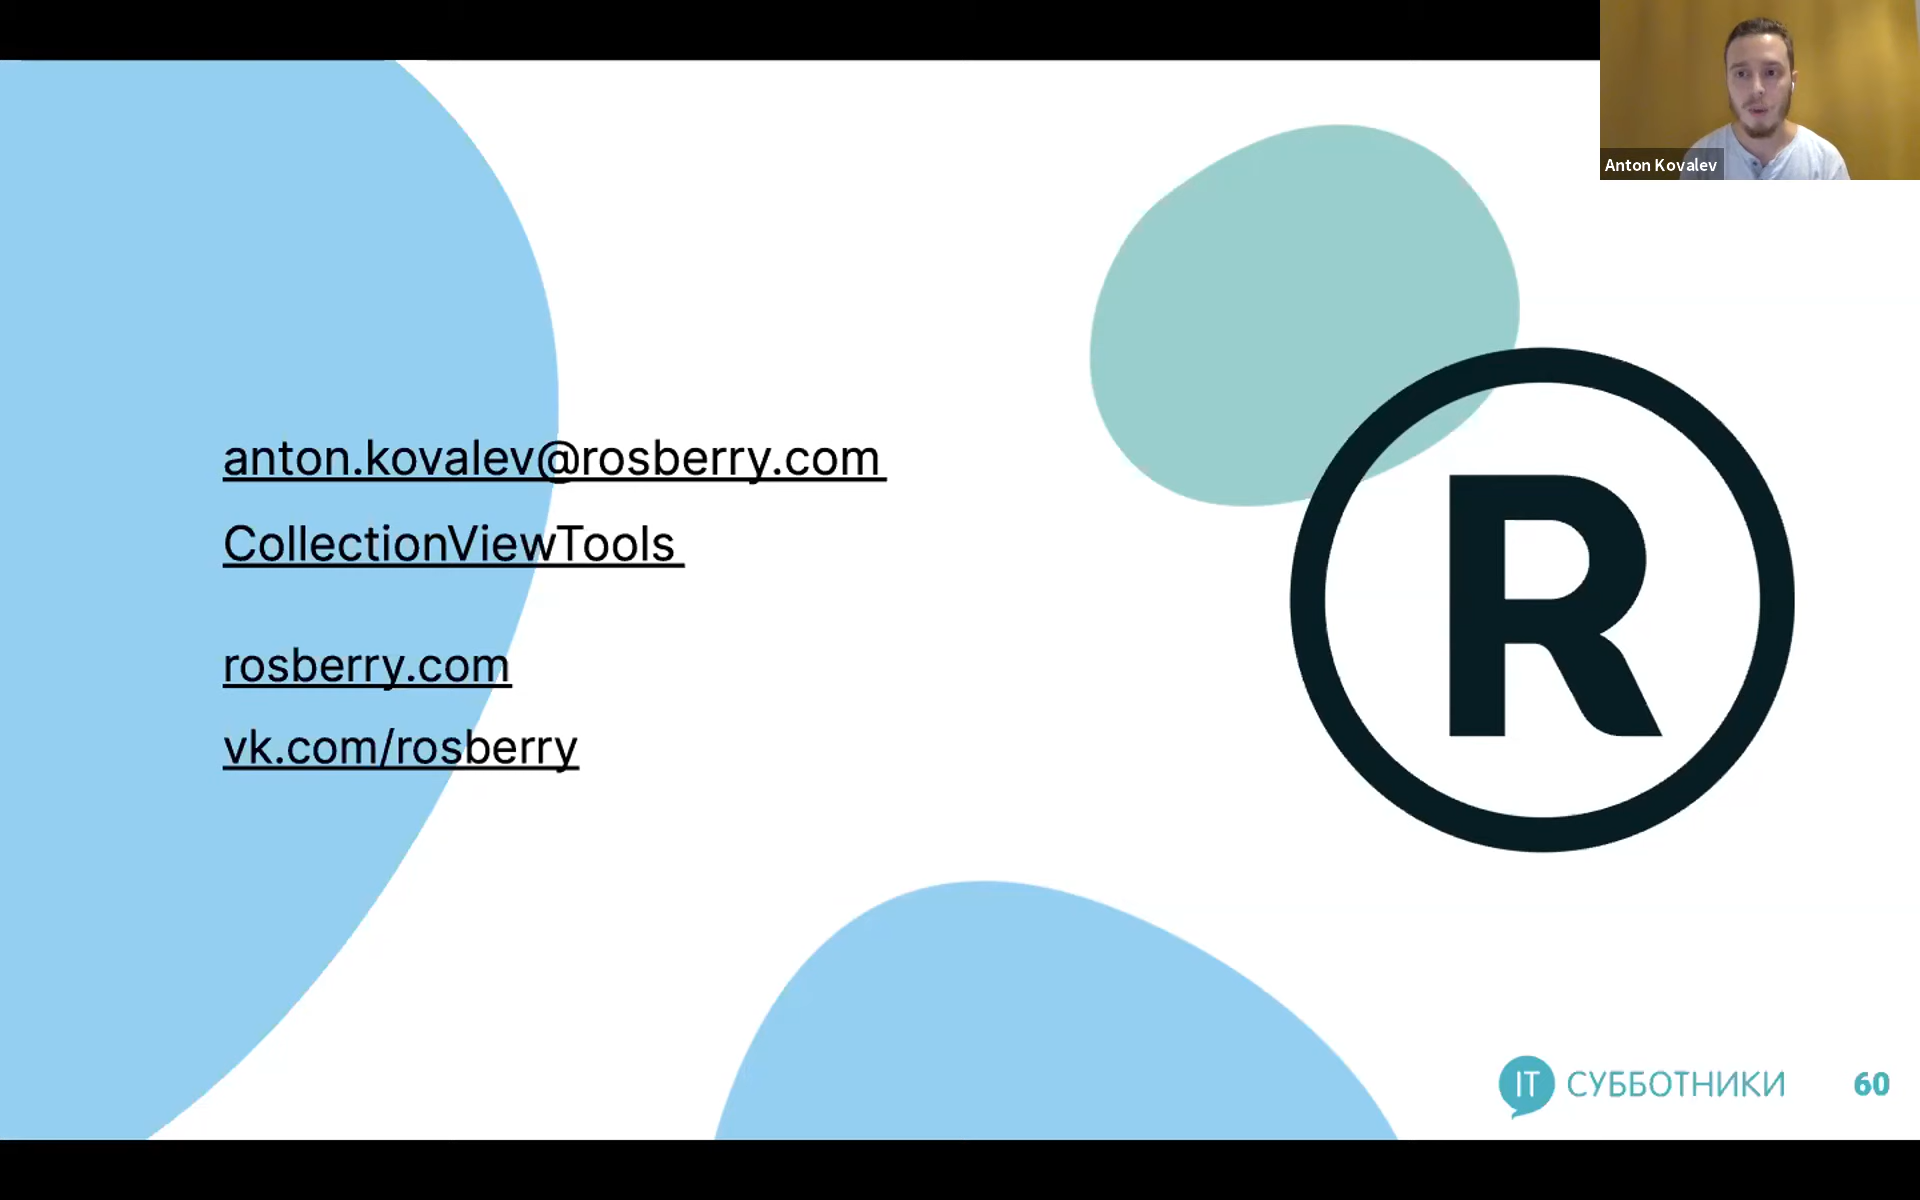 Anton Kovalev
anton.kovalev@rosberry.com
CollectionViewTools
rosberry.com
vk.com/rosberry
R
IT СУББОТНИКИ
60